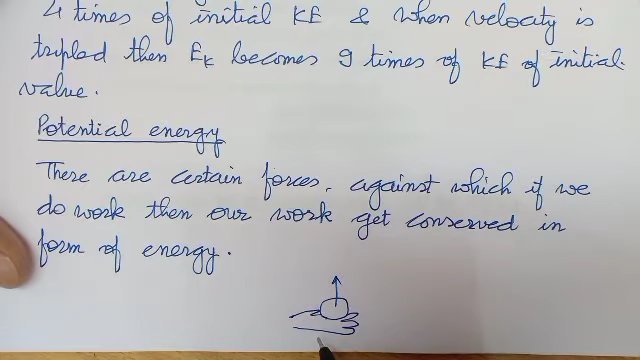 4 times of initial KE & when velocity is
tripled then EK becomes 9 times of KE of initial
value.
Potential energy
There are certain forces, against which if we
do work then our work get conserved in
form of energy.